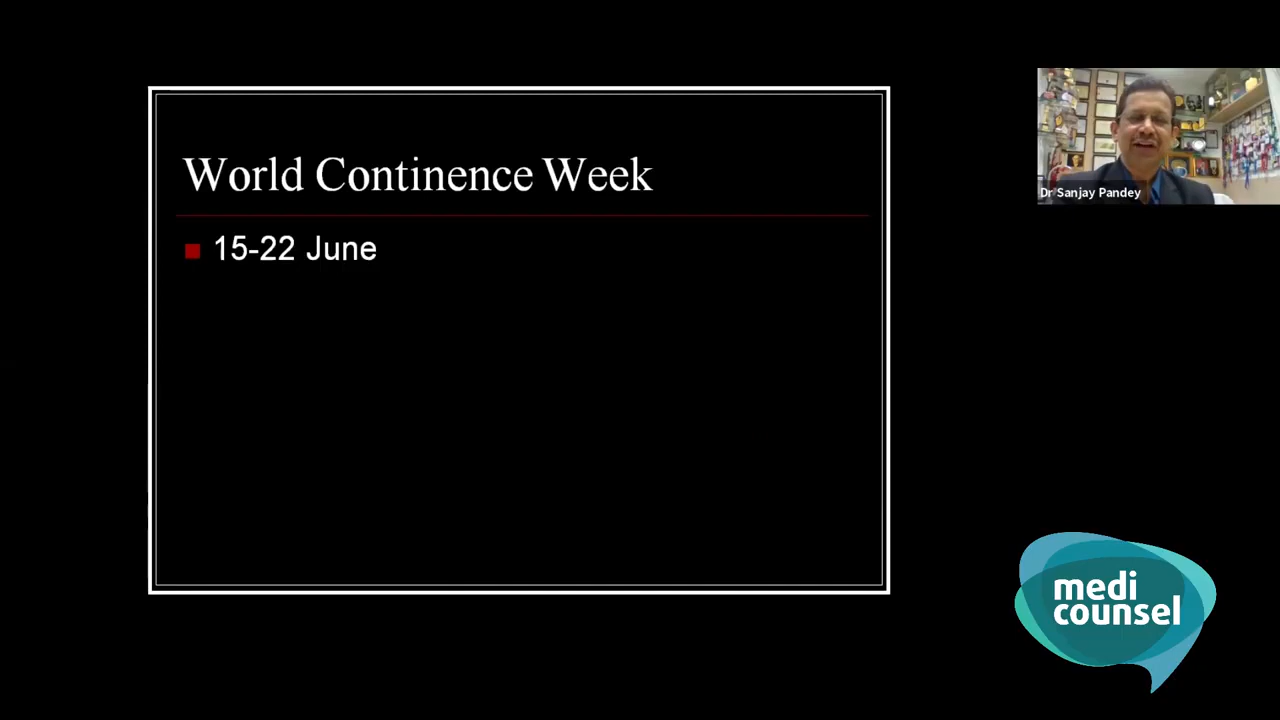 World Continence Week
15-22 June
Dr Sanjay Pandey
medi
counsel